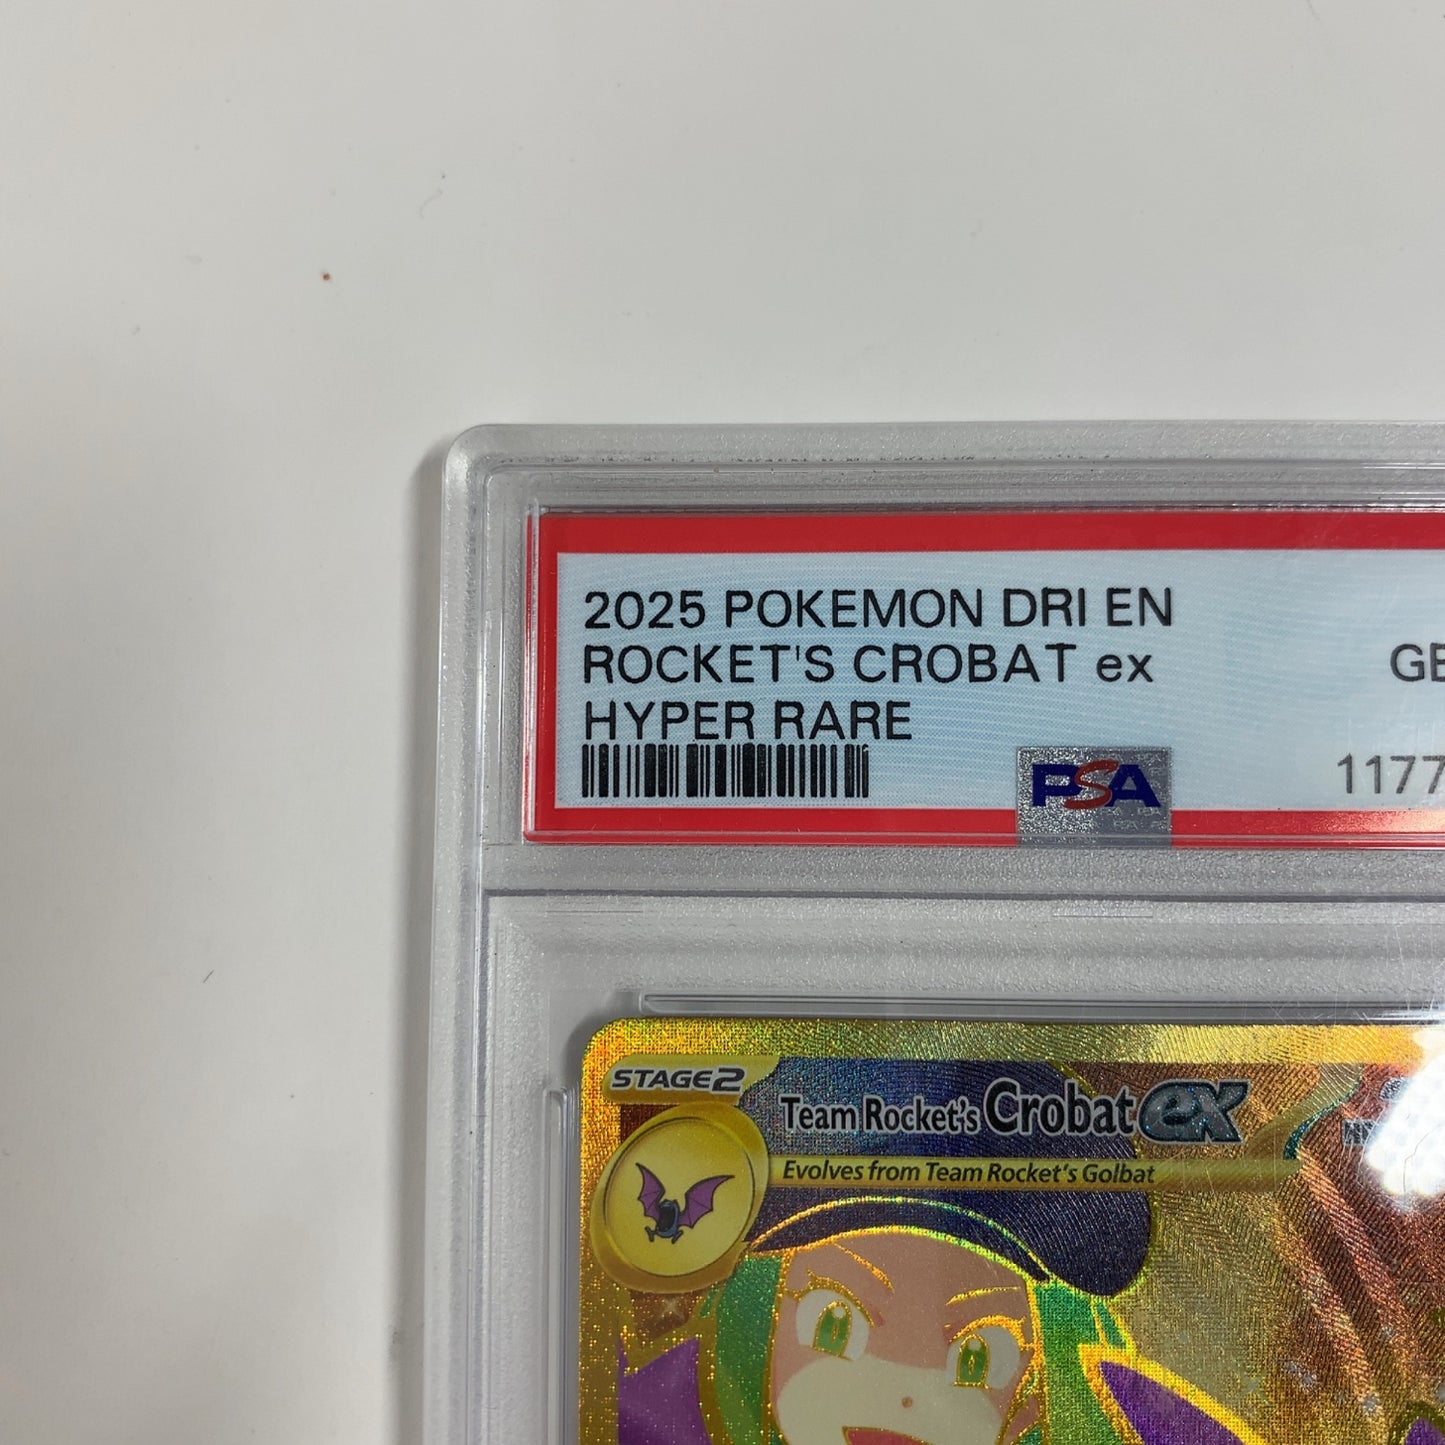 2025 POKEMON DRI EN
ROCKET'S CROBAT ex
HYPER RARE
PSA
STAGE2
Team Rocket's Crobat ex
Evolves from Team Rocket's Golbat